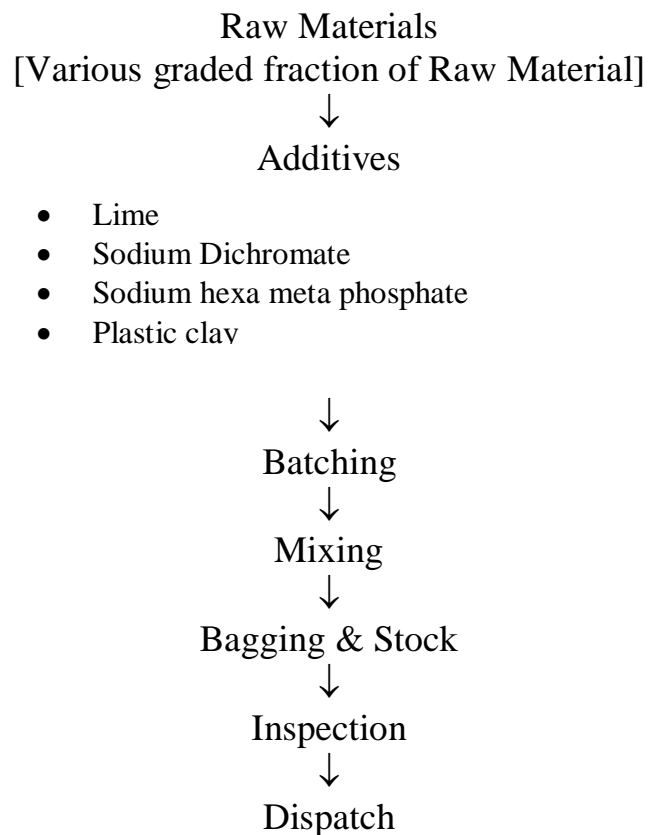 Raw Materials
[Various graded fraction of Raw Material]
↓
Additives
• Lime
• Sodium Dichromate
• Sodium hexa meta phosphate
• Plastic clay
↓
Batching
↓
Mixing
↓
Bagging & Stock
↓
Inspection
↓
Dispatch